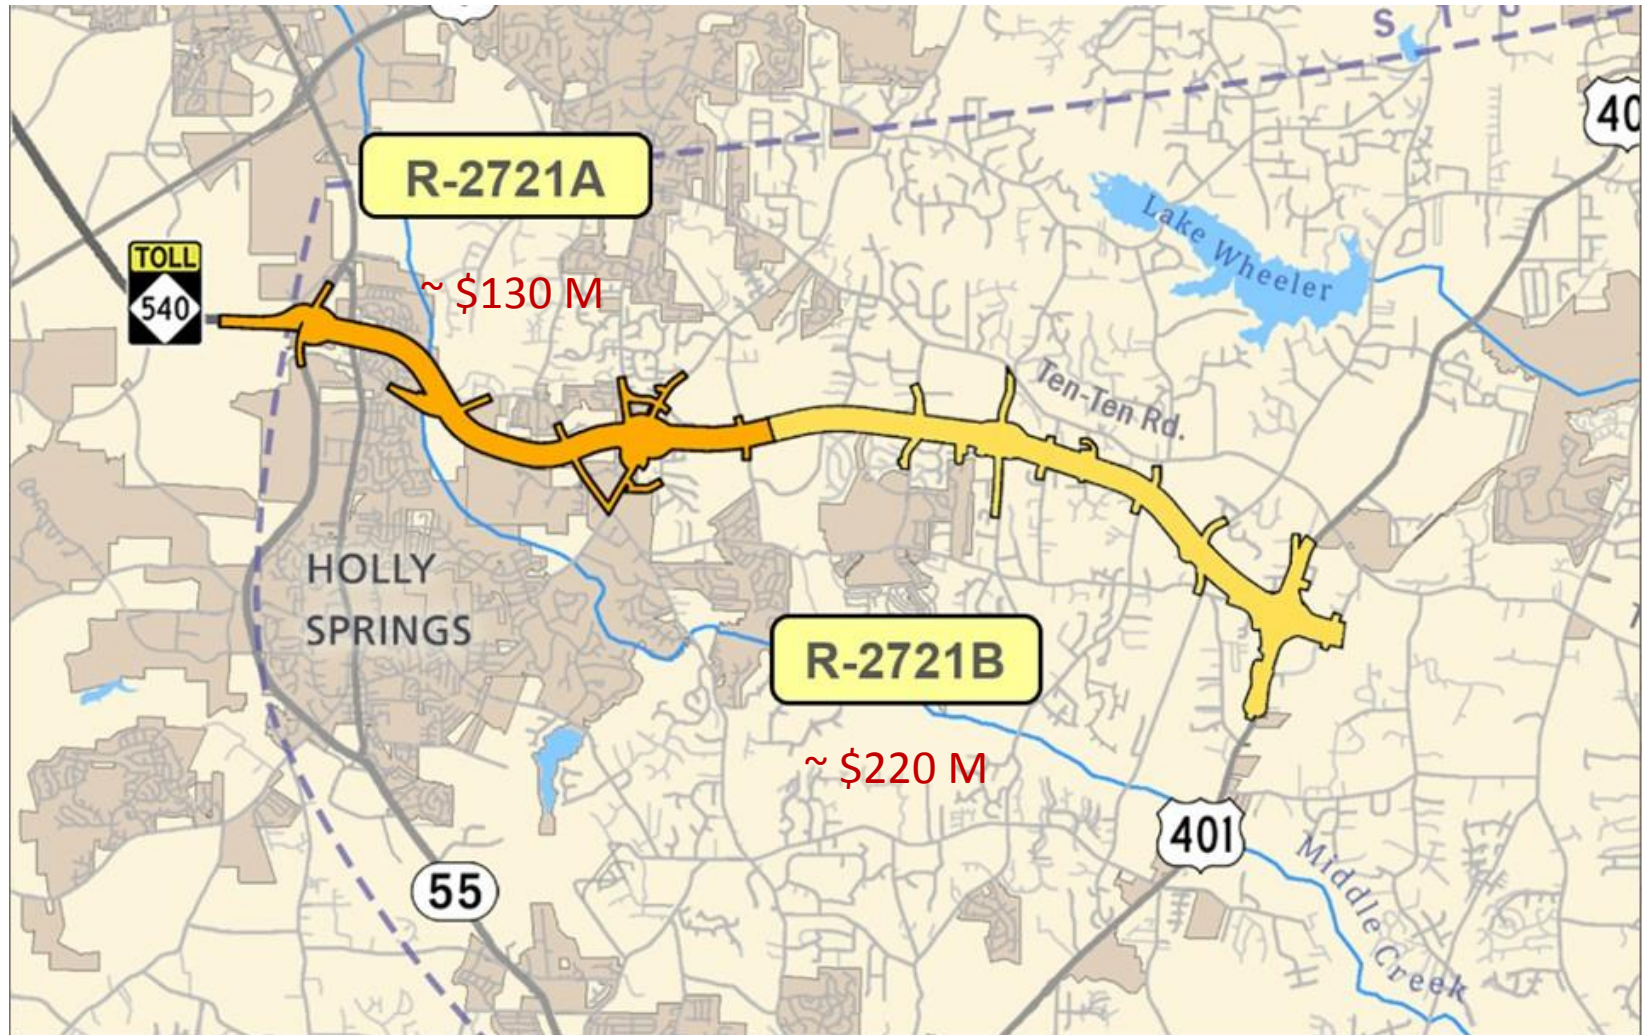 S T U
40
R-2721A
Lake Wheeler
TOLL
540
~ $130 M
Ten-Ten Rd.
HOLLY
SPRINGS
R-2721B
~ $220 M
401
Middle Creek
55